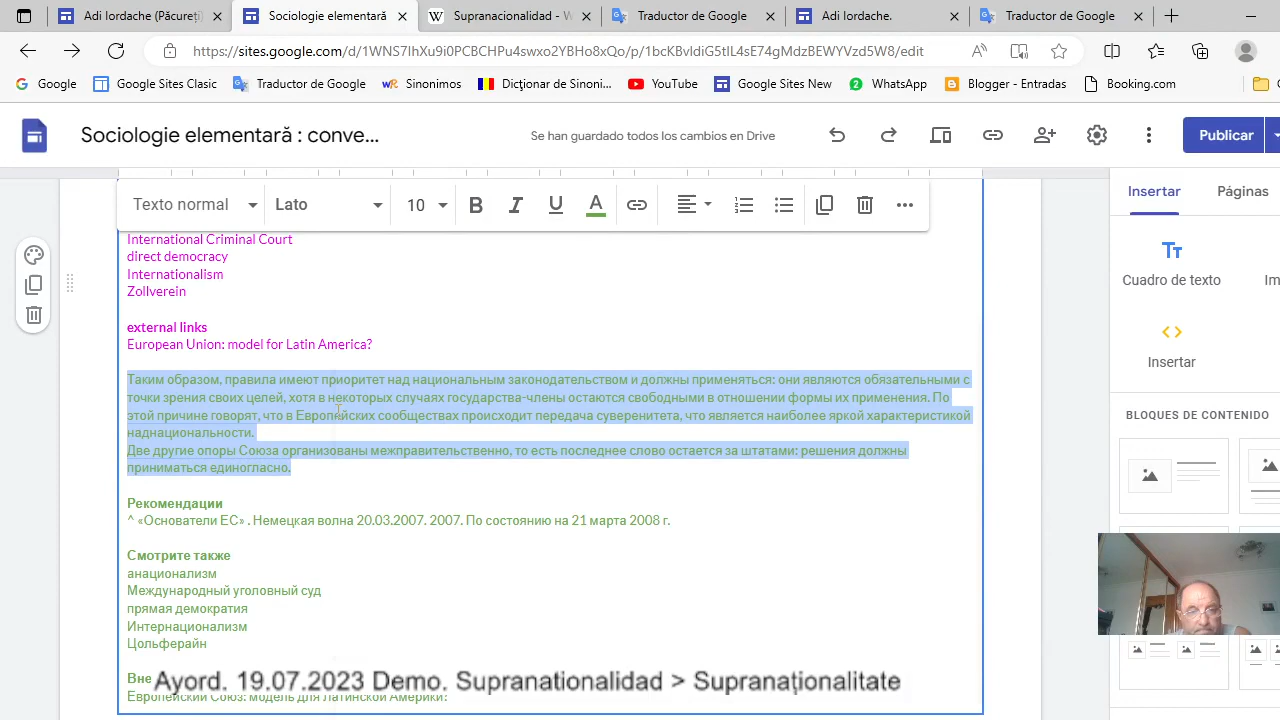 Adi Iordache (Păcureț
Sociologie elementară
Supranacionalidad - W
Traductor de Google
Adi Iordache.
Traductor de Google
https://sites.google.com/d/1WNS7IhXu9i0PCBCHPu4swxo2YBHo8xQo/p/1bcKBvldiG5tIL4sE74gMdzBEWYVzd5W8/edit
Google
Google Sites Clasic
Traductor de Google
Sinonimos
Dicționar de Sinoni...
YouTube
Google Sites New
WhatsApp
Blogger - Entradas
Booking.com
Sociologie elementară : conve...
Se han guardado todos los cambios en Drive
Publicar
Texto normal
Lato
10
Insertar
Páginas
International Criminal Court
direct democracy
Internationalism
Zollverein
external links
European Union: model for Latin America?
Таким образом, правила имеют приоритет над национальным законодательством и должны применяться: они являются обязательными с
точки зрения своих целей, хотя в некоторых случаях государства-члены остаются свободными в отношении формы их применения. По
этой причине говорят, что в Европейских сообществах происходит передача суверенитета, что является наиболее яркой характеристикой
наднациональности.
Две другие опоры Союза организованы межправительственно, то есть последнее слово остается за штатами: решения должны
приниматься единогласно.
Рекомендации
^ «Основатели ЕС» . Немецкая волна 20.03.2007. 2007. По состоянию на 21 марта 2008 г.
Смотрите также
анационализм
Международный уголовный суд
прямая демократия
Интернационализм
Цольферайн
Вне
Европейский Союз: модель для Латинской Америки?
Ayord. 19.07.2023 Demo. Supranationalidad > Supranaţionalitate
Cuadro de texto
Im
Insertar
BLOQUES DE CONTENIDO